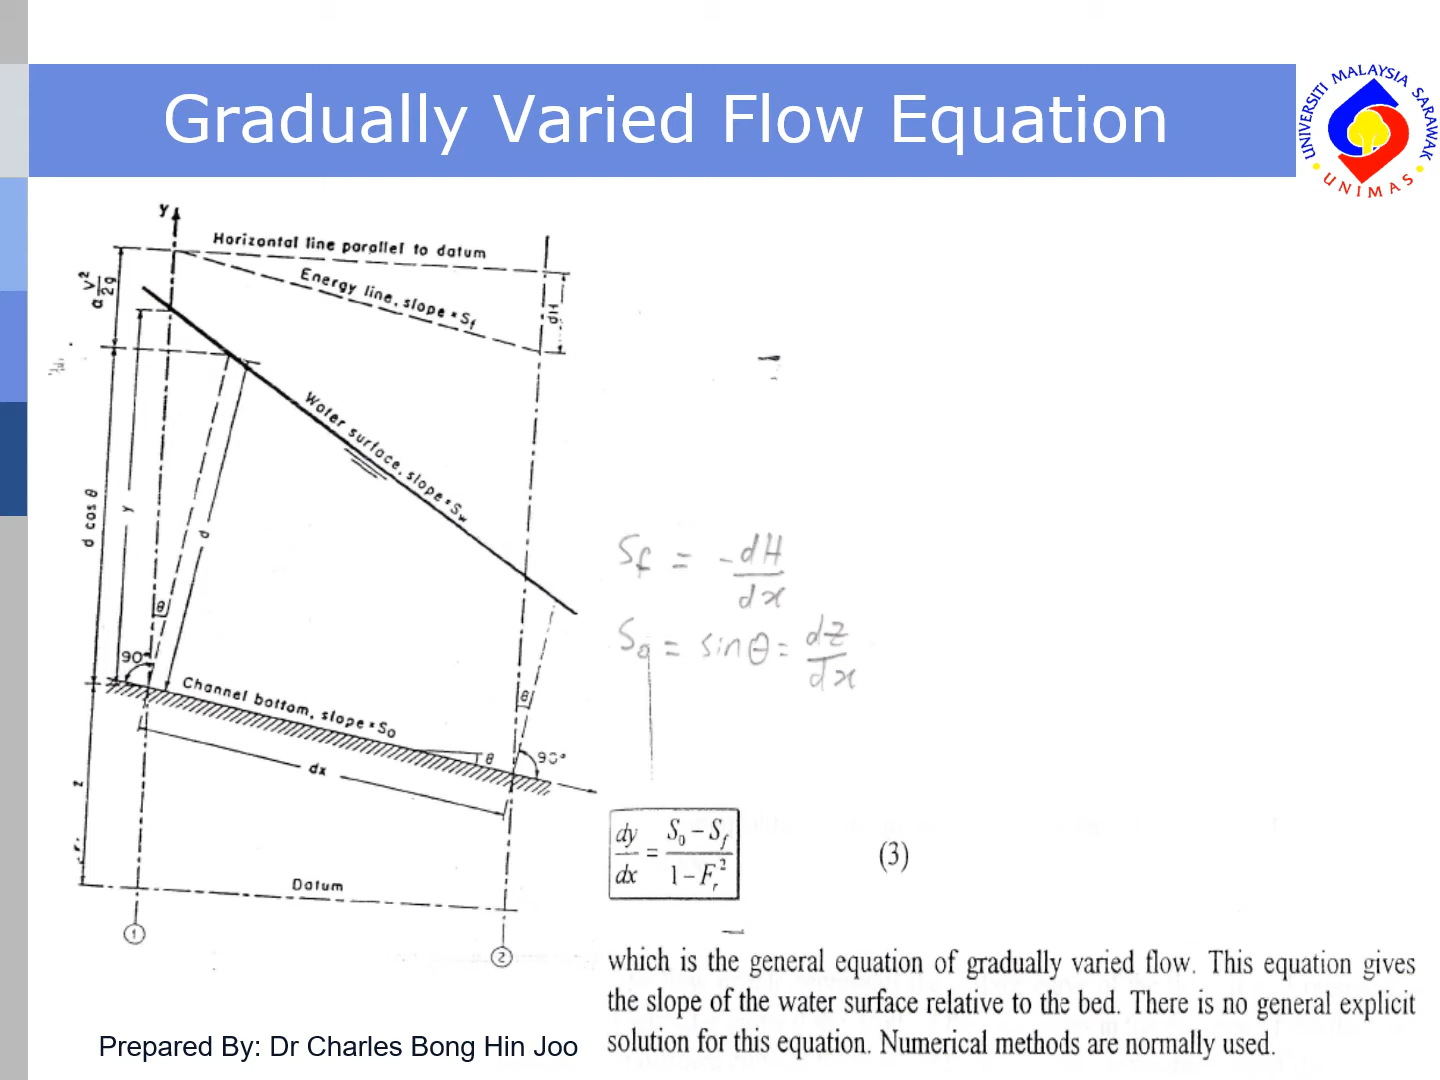 Gradually Varied Flow Equation
UNIVERSITI MALAYSIA SARAWAK
UNIMAS
y
Horizontal line parallel to datum
Energy line, slope = Sf
α V²/2g
dH
Water surface, slope = Sw
d cos θ
y
d
θ
90°
Channel bottom, slope = So
θ
θ
90°
dx
z
Datum
1
2
Sf = -dH/dx
So = sinθ = dz/dx
dy/dx = (S0 − Sf)/(1 − Fr²) (3)
which is the general equation of gradually varied flow. This equation gives
the slope of the water surface relative to the bed. There is no general explicit
solution for this equation. Numerical methods are normally used.
Prepared By: Dr Charles Bong Hin Joo